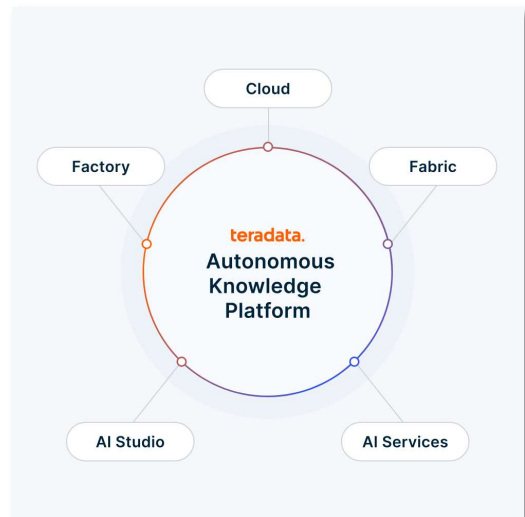 Cloud
Factory
Fabric
teradata.
Autonomous
Knowledge
Platform
AI Studio
AI Services